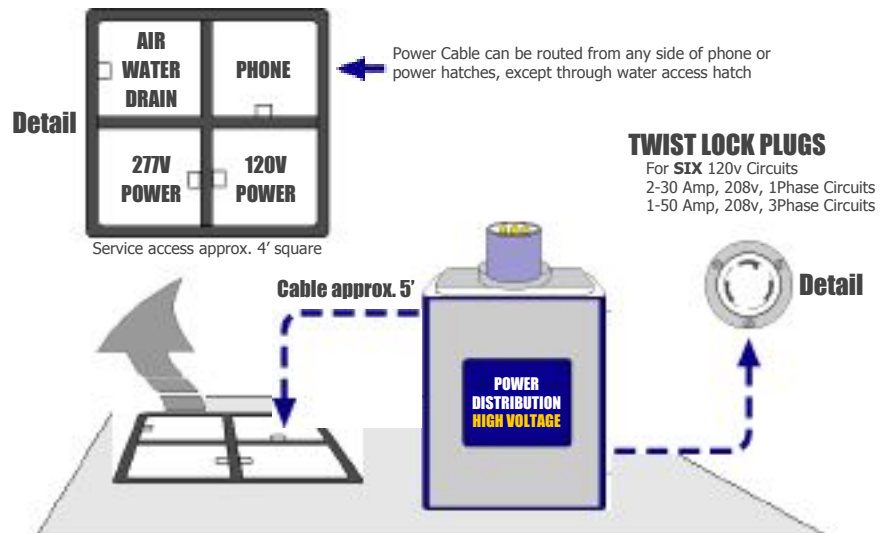 AIR
WATER
DRAIN
PHONE
Power Cable can be routed from any side of phone or
power hatches, except through water access hatch
Detail
277V
POWER
120V
POWER
Service access approx. 4’ square
TWIST LOCK PLUGS
For SIX 120v Circuits
2-30 Amp, 208v, 1Phase Circuits
1-50 Amp, 208v, 3Phase Circuits
Detail
Cable approx. 5’
POWER
DISTRIBUTION
HIGH VOLTAGE